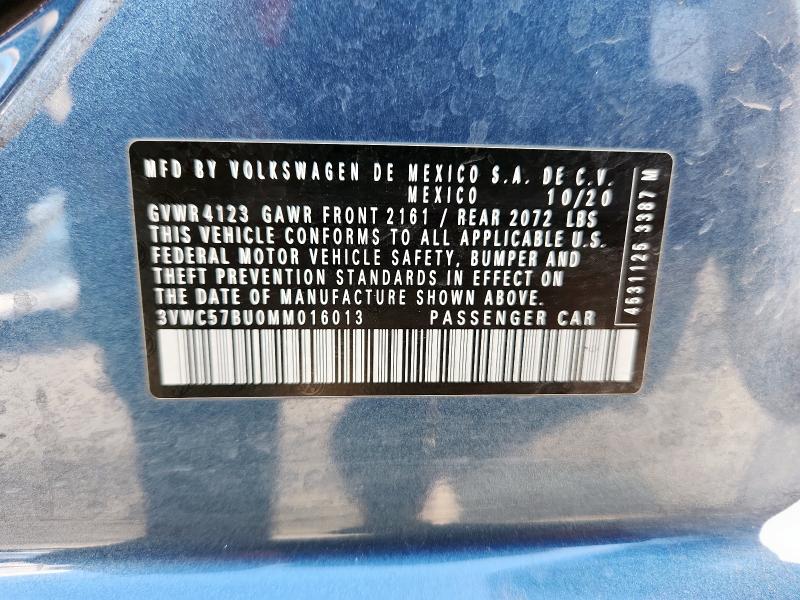 MFD BY VOLKSWAGEN DE MEXICO S.A. DE C.V.
MEXICO 10/20
GVWR 4123 GAWR FRONT 2161 / REAR 2072 LBS
THIS VEHICLE CONFORMS TO ALL APPLICABLE U.S.
FEDERAL MOTOR VEHICLE SAFETY, BUMPER AND
THEFT PREVENTION STANDARDS IN EFFECT ON
THE DATE OF MANUFACTURE SHOWN ABOVE.
3VWC57BU0MM016013 PASSENGER CAR
4531126 3387 M